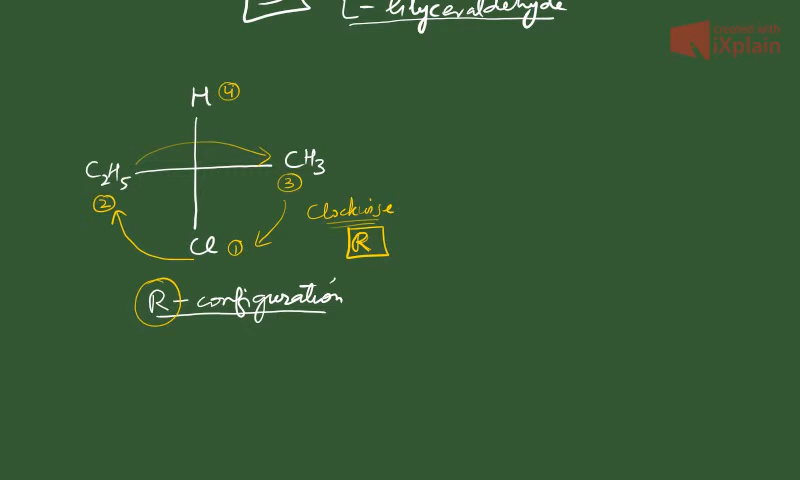 L- Glyceraldehyde
created with
iXplain
H ④
C2H5 CH3
② ③
Clockwise
Cl ① R
R - configuration